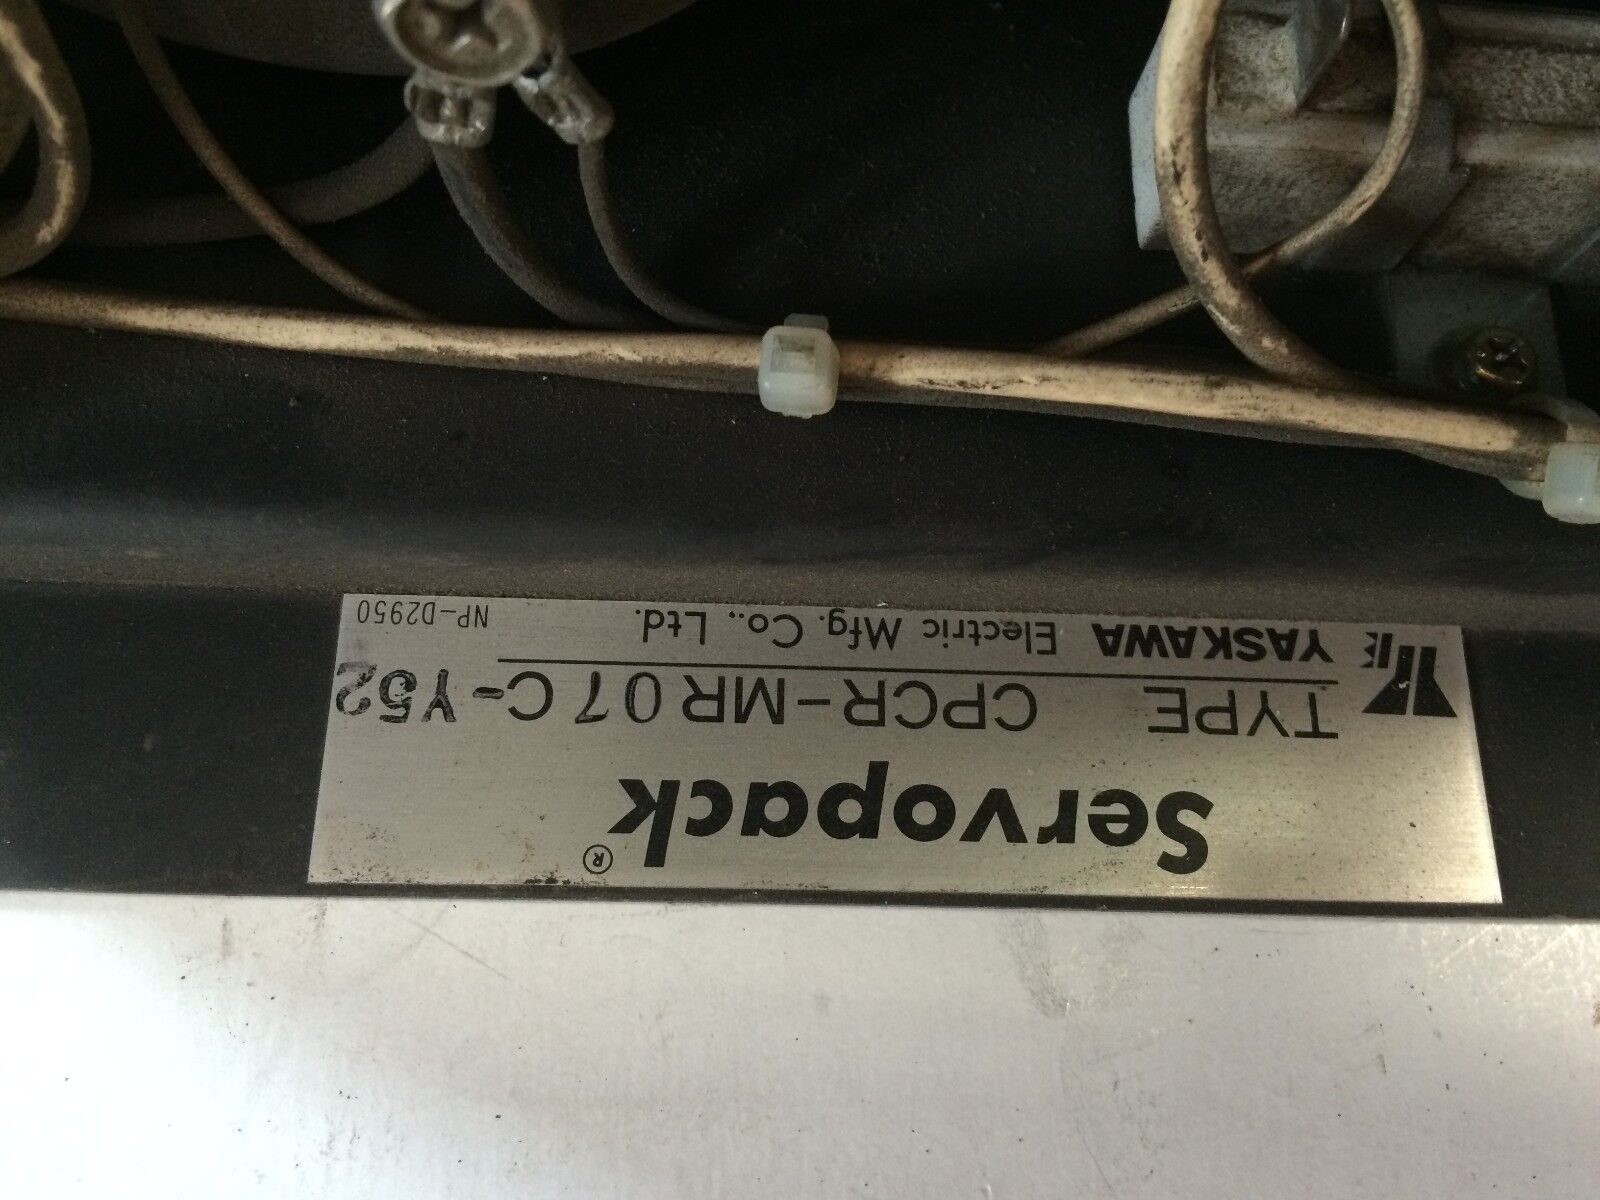 Servopack®
TYPE CPCR-MR07C-Y52
YASKAWA Electric Mfg. Co., Ltd. NP-D2950